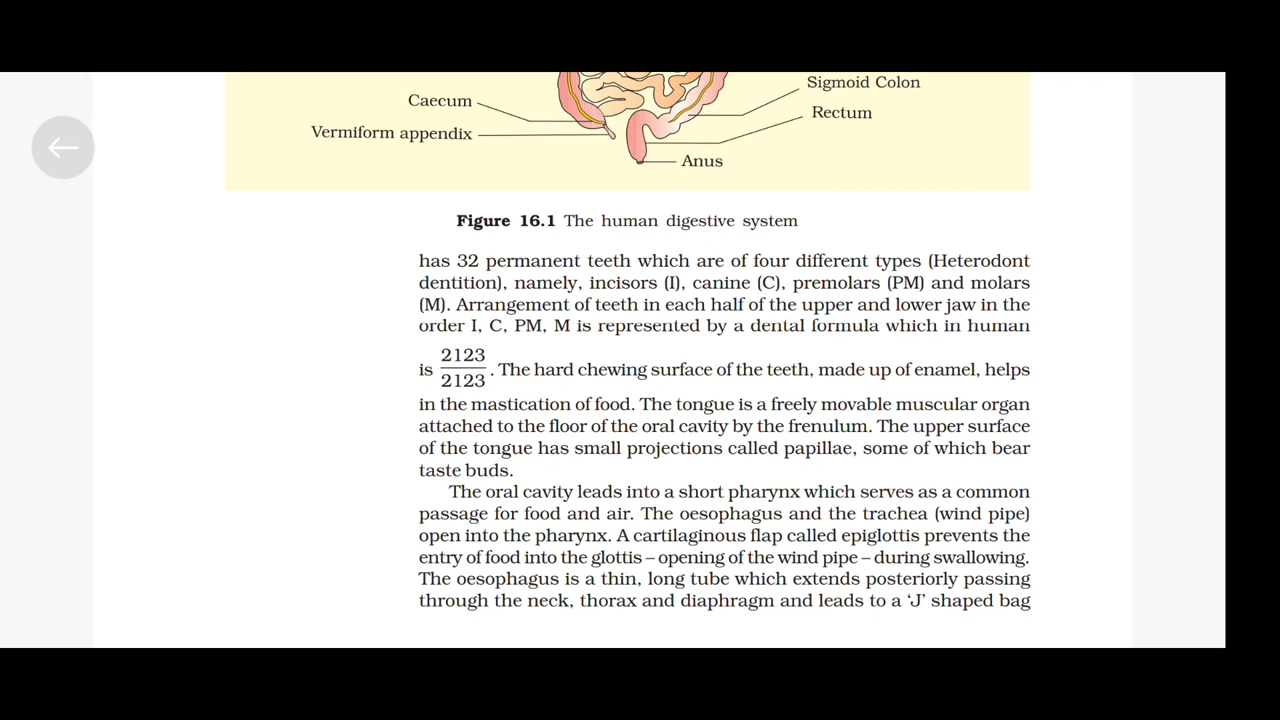 Caecum
Sigmoid Colon
Rectum
Vermiform appendix
Anus
Figure 16.1 The human digestive system
has 32 permanent teeth which are of four different types (Heterodont
dentition), namely, incisors (I), canine (C), premolars (PM) and molars
(M). Arrangement of teeth in each half of the upper and lower jaw in the
order I, C, PM, M is represented by a dental formula which in human
is 2123/2123. The hard chewing surface of the teeth, made up of enamel, helps
in the mastication of food. The tongue is a freely movable muscular organ
attached to the floor of the oral cavity by the frenulum. The upper surface
of the tongue has small projections called papillae, some of which bear
taste buds.
The oral cavity leads into a short pharynx which serves as a common
passage for food and air. The oesophagus and the trachea (wind pipe)
open into the pharynx. A cartilaginous flap called epiglottis prevents the
entry of food into the glottis – opening of the wind pipe – during swallowing.
The oesophagus is a thin, long tube which extends posteriorly passing
through the neck, thorax and diaphragm and leads to a ‘J’ shaped bag